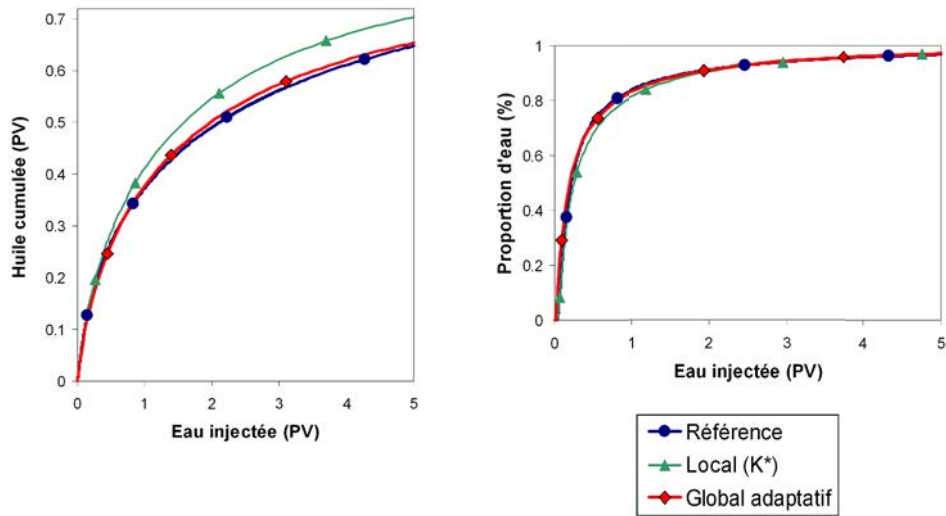 Huile cumulée (PV)
0.7
0.6
0.5
0.4
0.3
0.2
0.1
0
0 1 2 3 4 5
Eau injectée (PV)
Proportion d'eau (%)
1
0.8
0.6
0.4
0.2
0
0 1 2 3 4 5
Eau injectée (PV)
Référence
Local (K*)
Global adaptatif